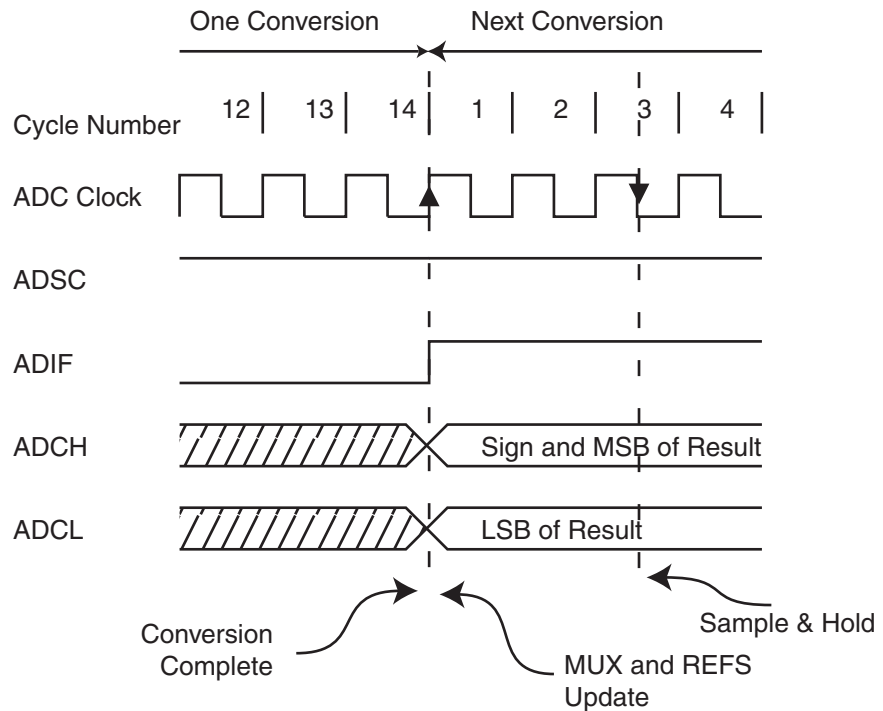 One Conversion Next Conversion
Cycle Number 12 13 14 1 2 3 4
ADC Clock
ADSC
ADIF
ADCH Sign and MSB of Result
ADCL LSB of Result
Conversion
Complete
MUX and REFS
Update
Sample & Hold